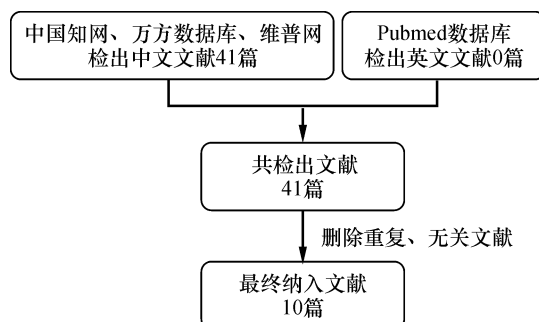 中国知网、万方数据库、维普网
检出中文文献41篇
Pubmed数据库
检出英文文献0篇
共检出文献
41篇
删除重复、无关文献
最终纳入文献
10篇